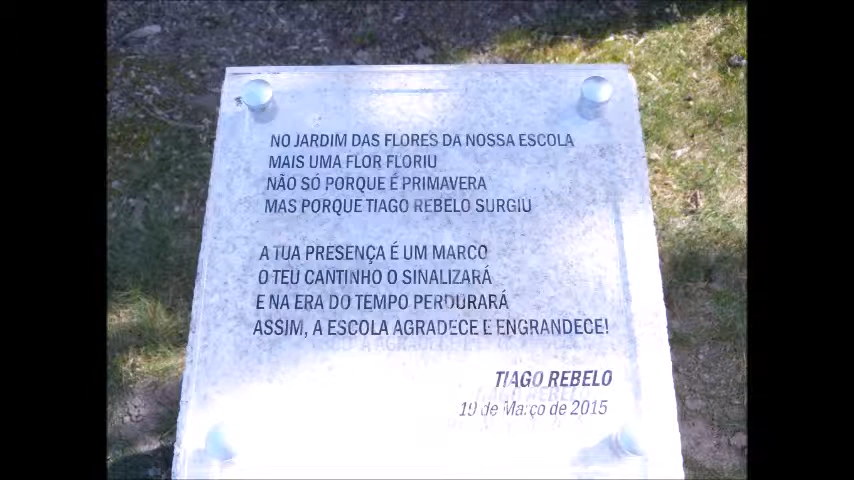 NO JARDIM DAS FLORES DA NOSSA ESCOLA
MAIS UMA FLOR FLORIU
NÃO SÓ PORQUE É PRIMAVERA
MAS PORQUE TIAGO REBELO SURGIU
A TUA PRESENÇA É UM MARCO
O TEU CANTINHO O SINALIZARÁ
E NA ERA DO TEMPO PERDURARÁ
ASSIM, A ESCOLA AGRADECE E ENGRANDECE!
TIAGO REBELO
19 de Março de 2015